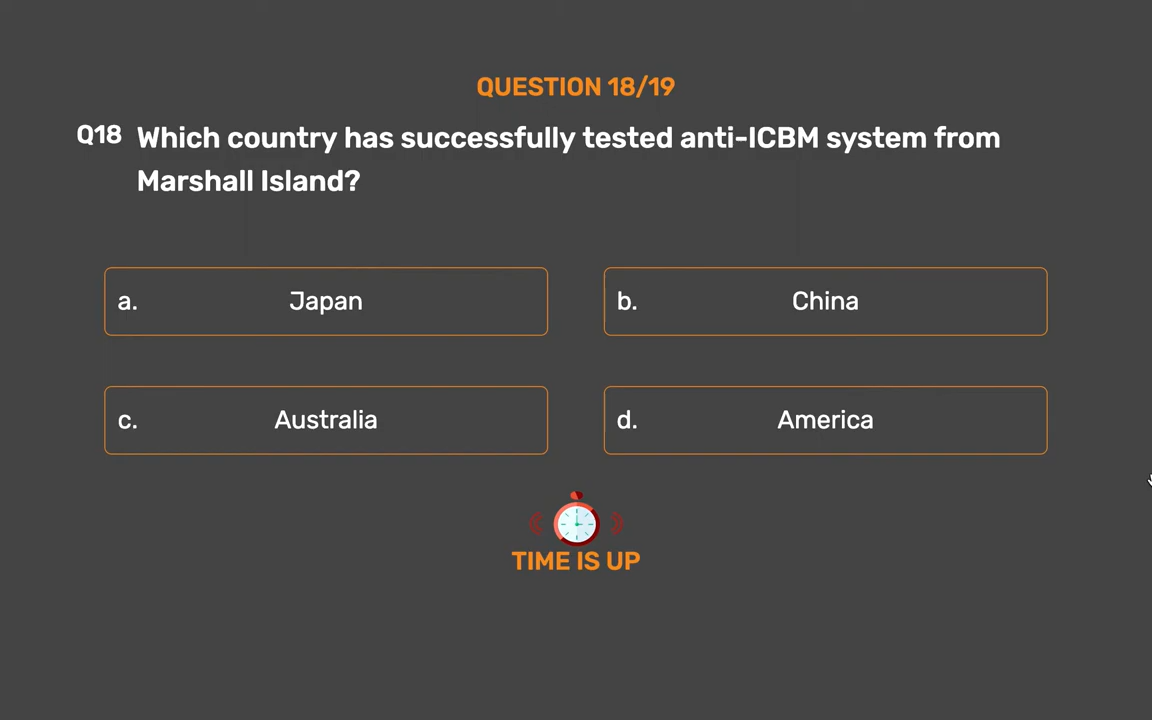 QUESTION 18/19
Q18 Which country has successfully tested anti-ICBM system from
Marshall Island?
a. Japan
b. China
c. Australia
d. America
TIME IS UP